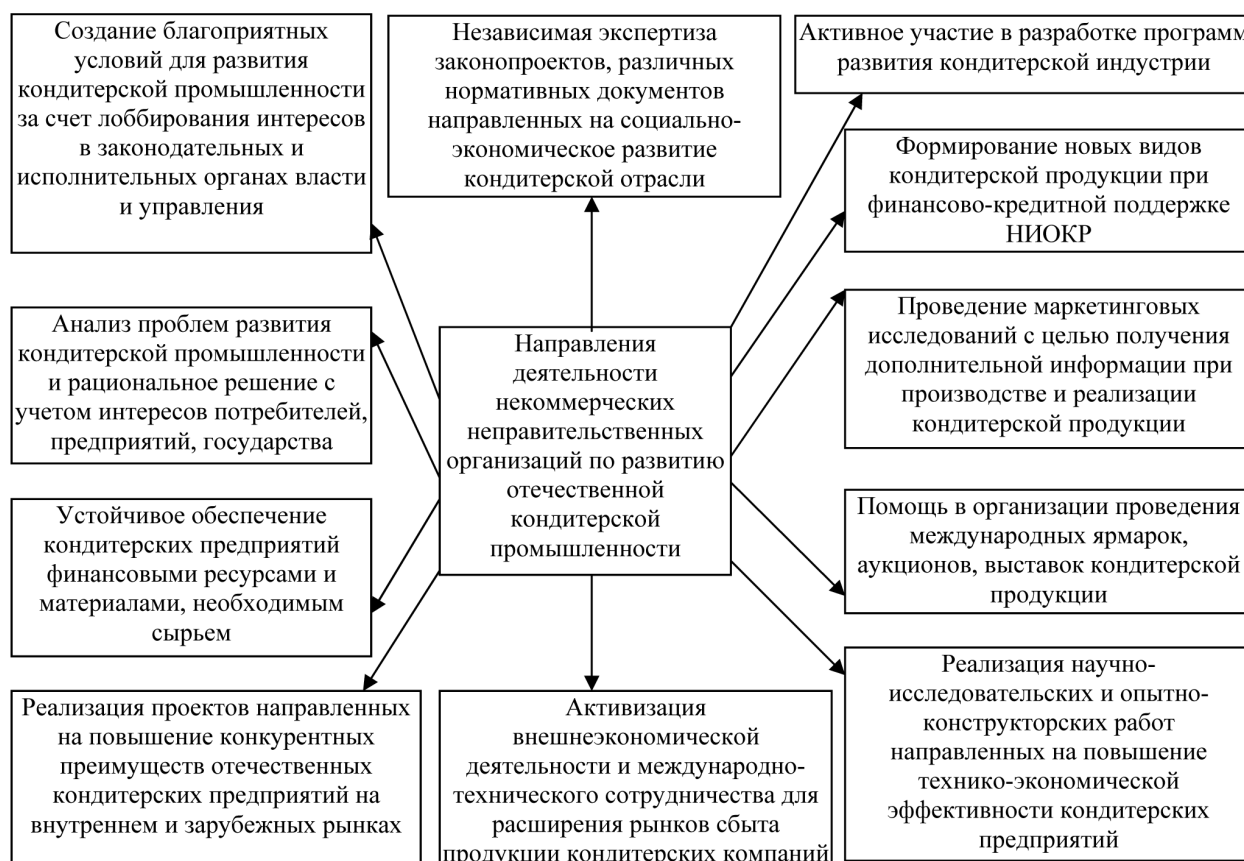 Создание благоприятных
условий для развития
кондитерской промышленности
за счет лоббирования интересов
в законодательных и
исполнительных органах власти
и управления
Независимая экспертиза
законопроектов, различных
нормативных документов
направленных на социально-
экономическое развитие
кондитерской отрасли
Активное участие в разработке программ
развития кондитерской индустрии
Формирование новых видов
кондитерской продукции при
финансово-кредитной поддержке
НИОКР
Анализ проблем развития
кондитерской промышленности
и рациональное решение с
учетом интересов потребителей,
предприятий, государства
Направления
деятельности
некоммерческих
неправительственных
организаций по развитию
отечественной
кондитерской
промышленности
Проведение маркетинговых
исследований с целью получения
дополнительной информации при
производстве и реализации
кондитерской продукции
Устойчивое обеспечение
кондитерских предприятий
финансовыми ресурсами и
материалами, необходимым
сырьем
Помощь в организации проведения
международных ярмарок,
аукционов, выставок кондитерской
продукции
Реализация проектов направленных
на повышение конкурентных
преимуществ отечественных
кондитерских предприятий на
внутреннем и зарубежных рынках
Активизация
внешнеэкономической
деятельности и международно-
технического сотрудничества для
расширения рынков сбыта
продукции кондитерских компаний
Реализация научно-
исследовательских и опытно-
конструкторских работ
направленных на повышение
технико-экономической
эффективности кондитерских
предприятий